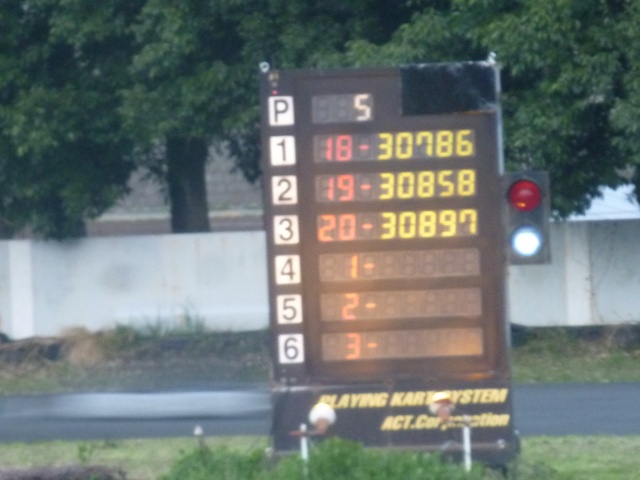 P 5
1 18-30786
2 19-30858
3 20-30897
4 1-
5 2-
6 3-
PLAYING KART SYSTEM
ACT.Corporation